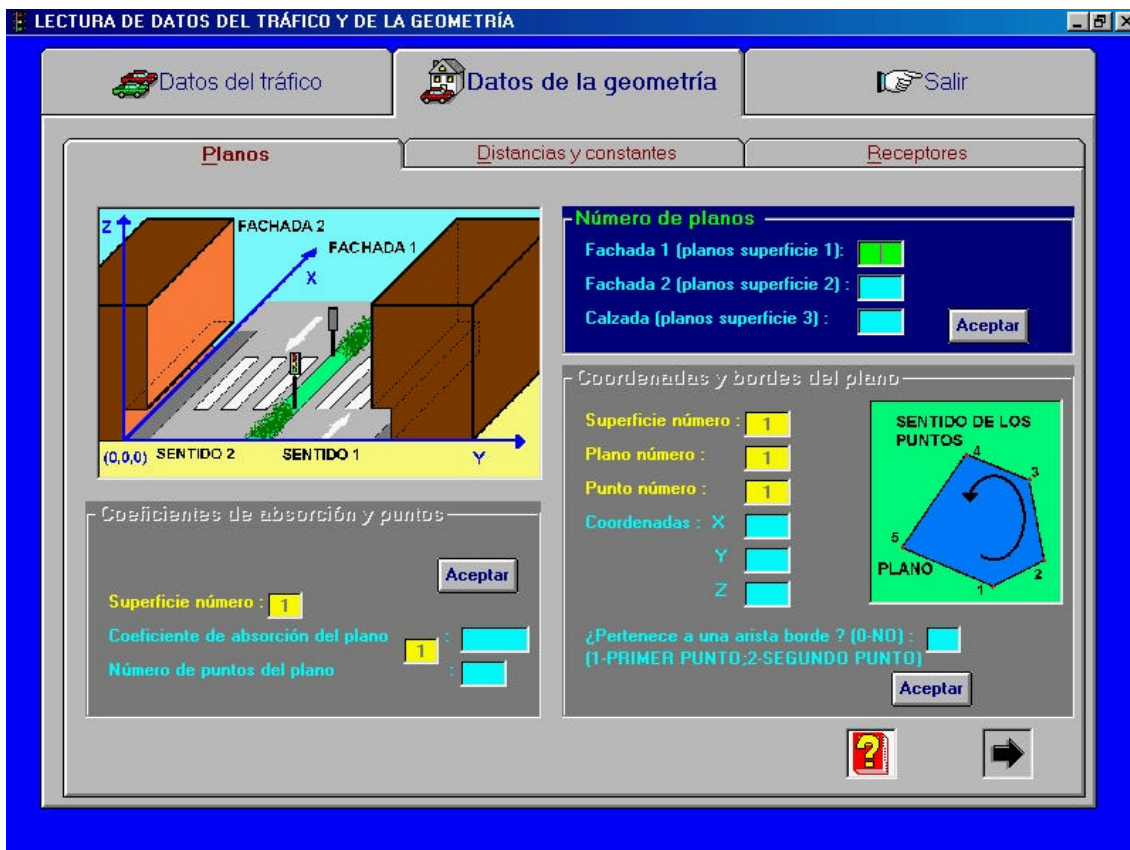 LECTURA DE DATOS DEL TRÁFICO Y DE LA GEOMETRÍA
Datos del tráfico
Datos de la geometría
Salir
Planos
Distancias y constantes
Receptores
Z
FACHADA 2
FACHADA 1
X
(0,0,0) SENTIDO 2 SENTIDO 1 Y
Número de planos
Fachada 1 (planos superficie 1):
Fachada 2 (planos superficie 2) :
Calzada (planos superficie 3) :
Aceptar
Coeficientes de absorción y puntos
Aceptar
Superficie número : 1
Coeficiente de absorción del plano :
1
Número de puntos del plano :
Coordenadas y bordes del plano
Superficie número : 1
Plano número : 1
Punto número : 1
Coordenadas : X
Y
Z
SENTIDO DE LOS
PUNTOS
4
3
5
PLANO
2
1
¿Pertenece a una arista borde ? (0-NO) :
(1-PRIMER PUNTO;2-SEGUNDO PUNTO)
Aceptar
?